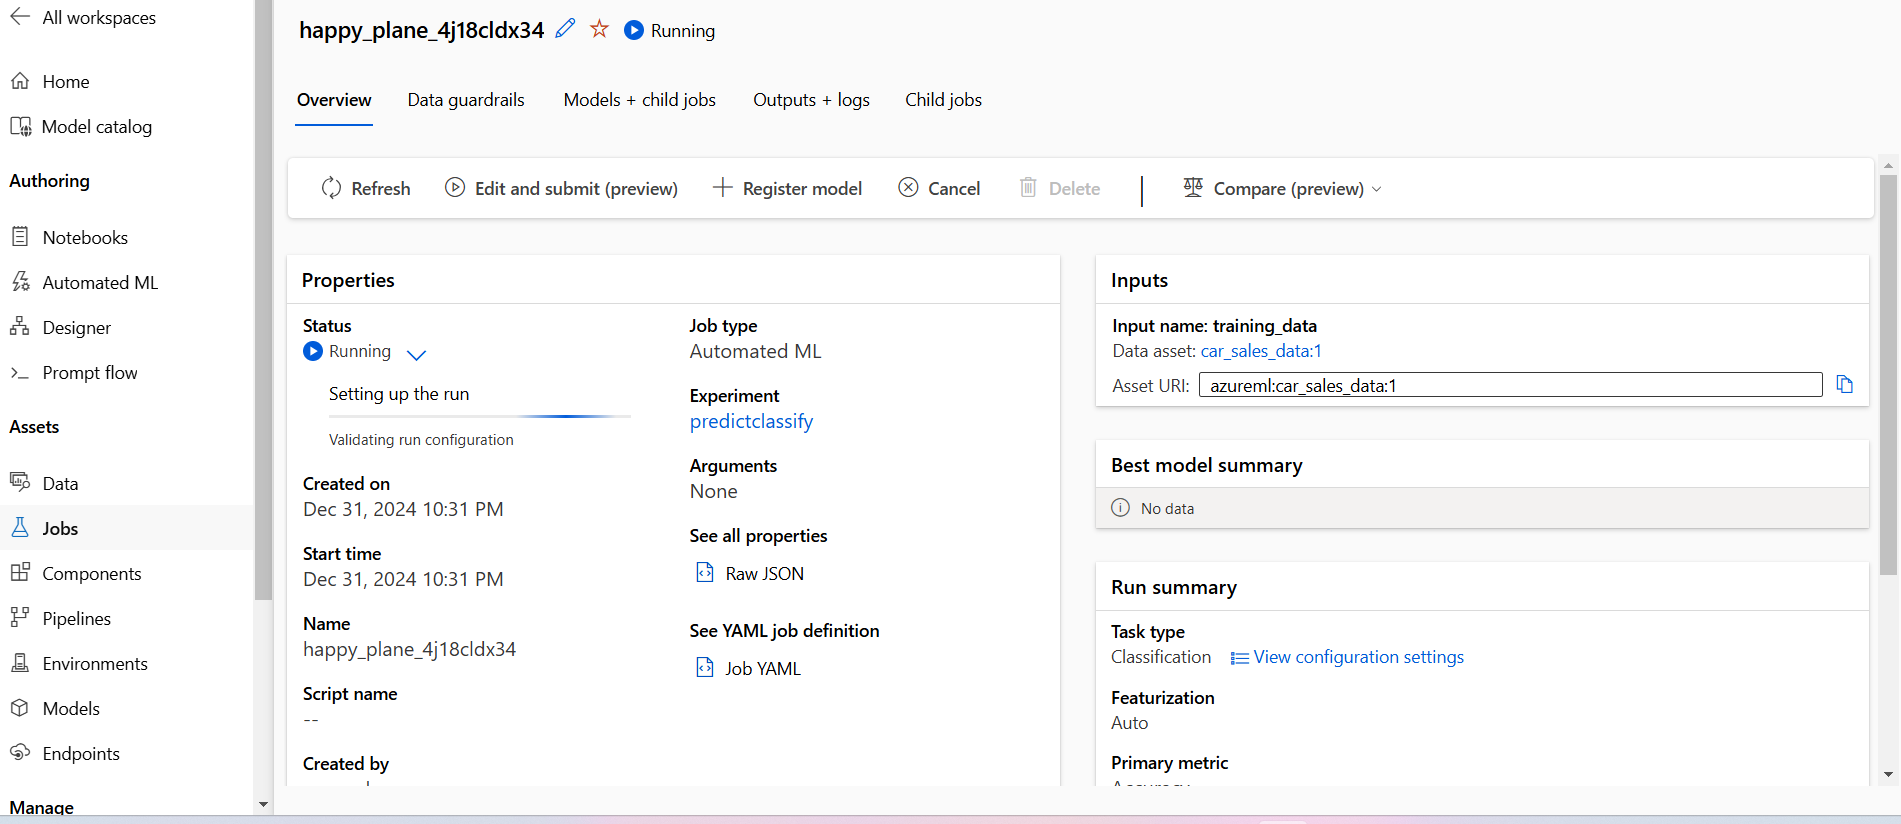 All workspaces
Home
Model catalog
Authoring
Notebooks
Automated ML
Designer
Prompt flow
Assets
Data
Jobs
Components
Pipelines
Environments
Models
Endpoints
Manage
happy_plane_4j18cldx34 Running
Overview Data guardrails Models + child jobs Outputs + logs Child jobs
Refresh Edit and submit (preview) Register model Cancel Delete Compare (preview)
Properties
Status
Running
Setting up the run
Validating run configuration
Created on
Dec 31, 2024 10:31 PM
Start time
Dec 31, 2024 10:31 PM
Name
happy_plane_4j18cldx34
Script name
--
Created by
Job type
Automated ML
Experiment
predictclassify
Arguments
None
See all properties
Raw JSON
See YAML job definition
Job YAML
Inputs
Input name: training_data
Data asset: car_sales_data:1
Asset URI: azureml:car_sales_data:1
Best model summary
No data
Run summary
Task type
Classification View configuration settings
Featurization
Auto
Primary metric
Accuracy